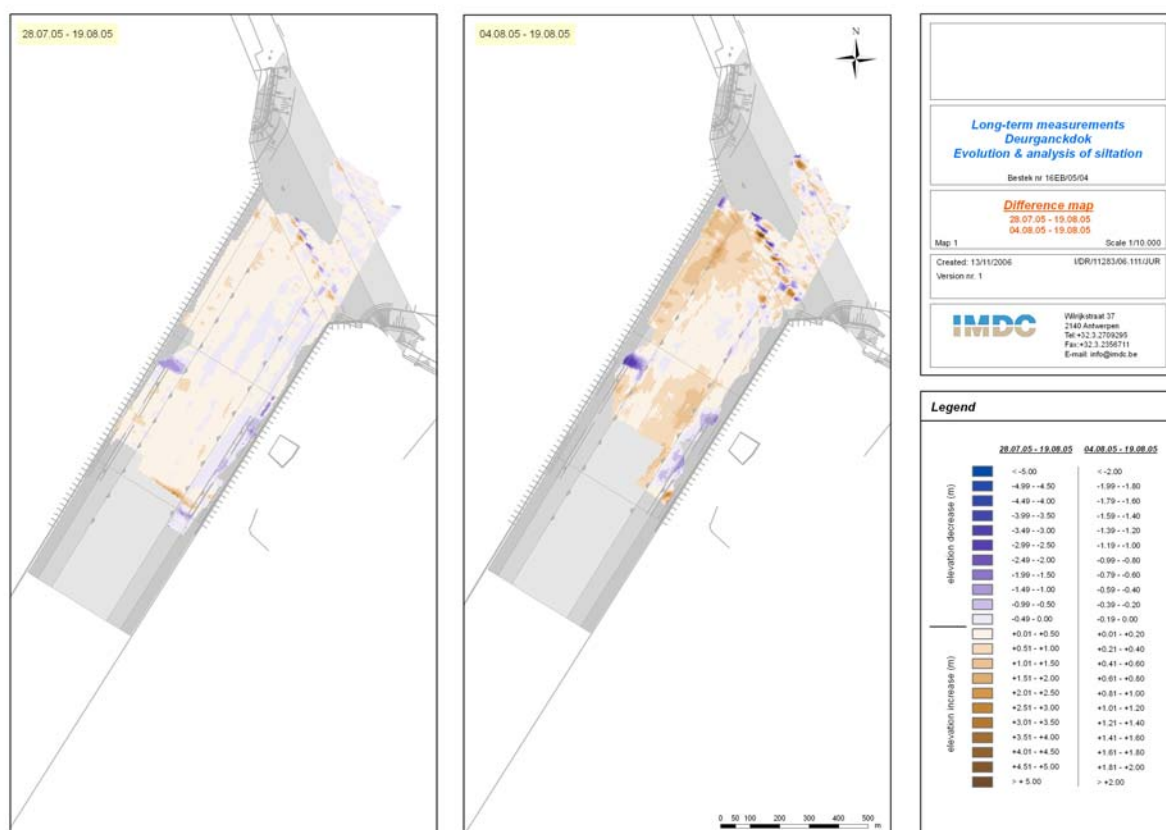 28.07.05 - 19.08.05
04.08.05 - 19.08.05
N
0 50 100 200 300 400 500
m
Long-term measurements
Deurganckdok
Evolution & analysis of siltation
Bestek nr 16EB/05/04
Difference map
28.07.05 - 19.08.05
04.08.05 - 19.08.05
Map 1 Scale 1/10.000
Created: 13/11/2006 I/DR/11283/06.111/JUR
Version nr. 1
IMDC
Wilrijkstraat 37
2140 Antwerpen
Tel:+32.3.2709295
Fax:+32.3.2356711
E-mail: info@imdc.be
Legend
28.07.05 - 19.08.05 04.08.05 - 19.08.05
elevation decrease (m)
< -5.00 < -2.00
-4.99 - -4.50 -1.99 - -1.80
-4.49 - -4.00 -1.79 - -1.60
-3.99 - -3.50 -1.59 - -1.40
-3.49 - -3.00 -1.39 - -1.20
-2.99 - -2.50 -1.19 - -1.00
-2.49 - -2.00 -0.99 - -0.80
-1.99 - -1.50 -0.79 - -0.60
-1.49 - -1.00 -0.59 - -0.40
-0.99 - -0.50 -0.39 - -0.20
-0.49 - 0.00 -0.19 - 0.00
elevation increase (m)
+0.01 - +0.50 +0.01 - +0.20
+0.51 - +1.00 +0.21 - +0.40
+1.01 - +1.50 +0.41 - +0.60
+1.51 - +2.00 +0.61 - +0.80
+2.01 - +2.50 +0.81 - +1.00
+2.51 - +3.00 +1.01 - +1.20
+3.01 - +3.50 +1.21 - +1.40
+3.51 - +4.00 +1.41 - +1.60
+4.01 - +4.50 +1.61 - +1.80
+4.51 - +5.00 +1.81 - +2.00
> + 5.00 > +2.00